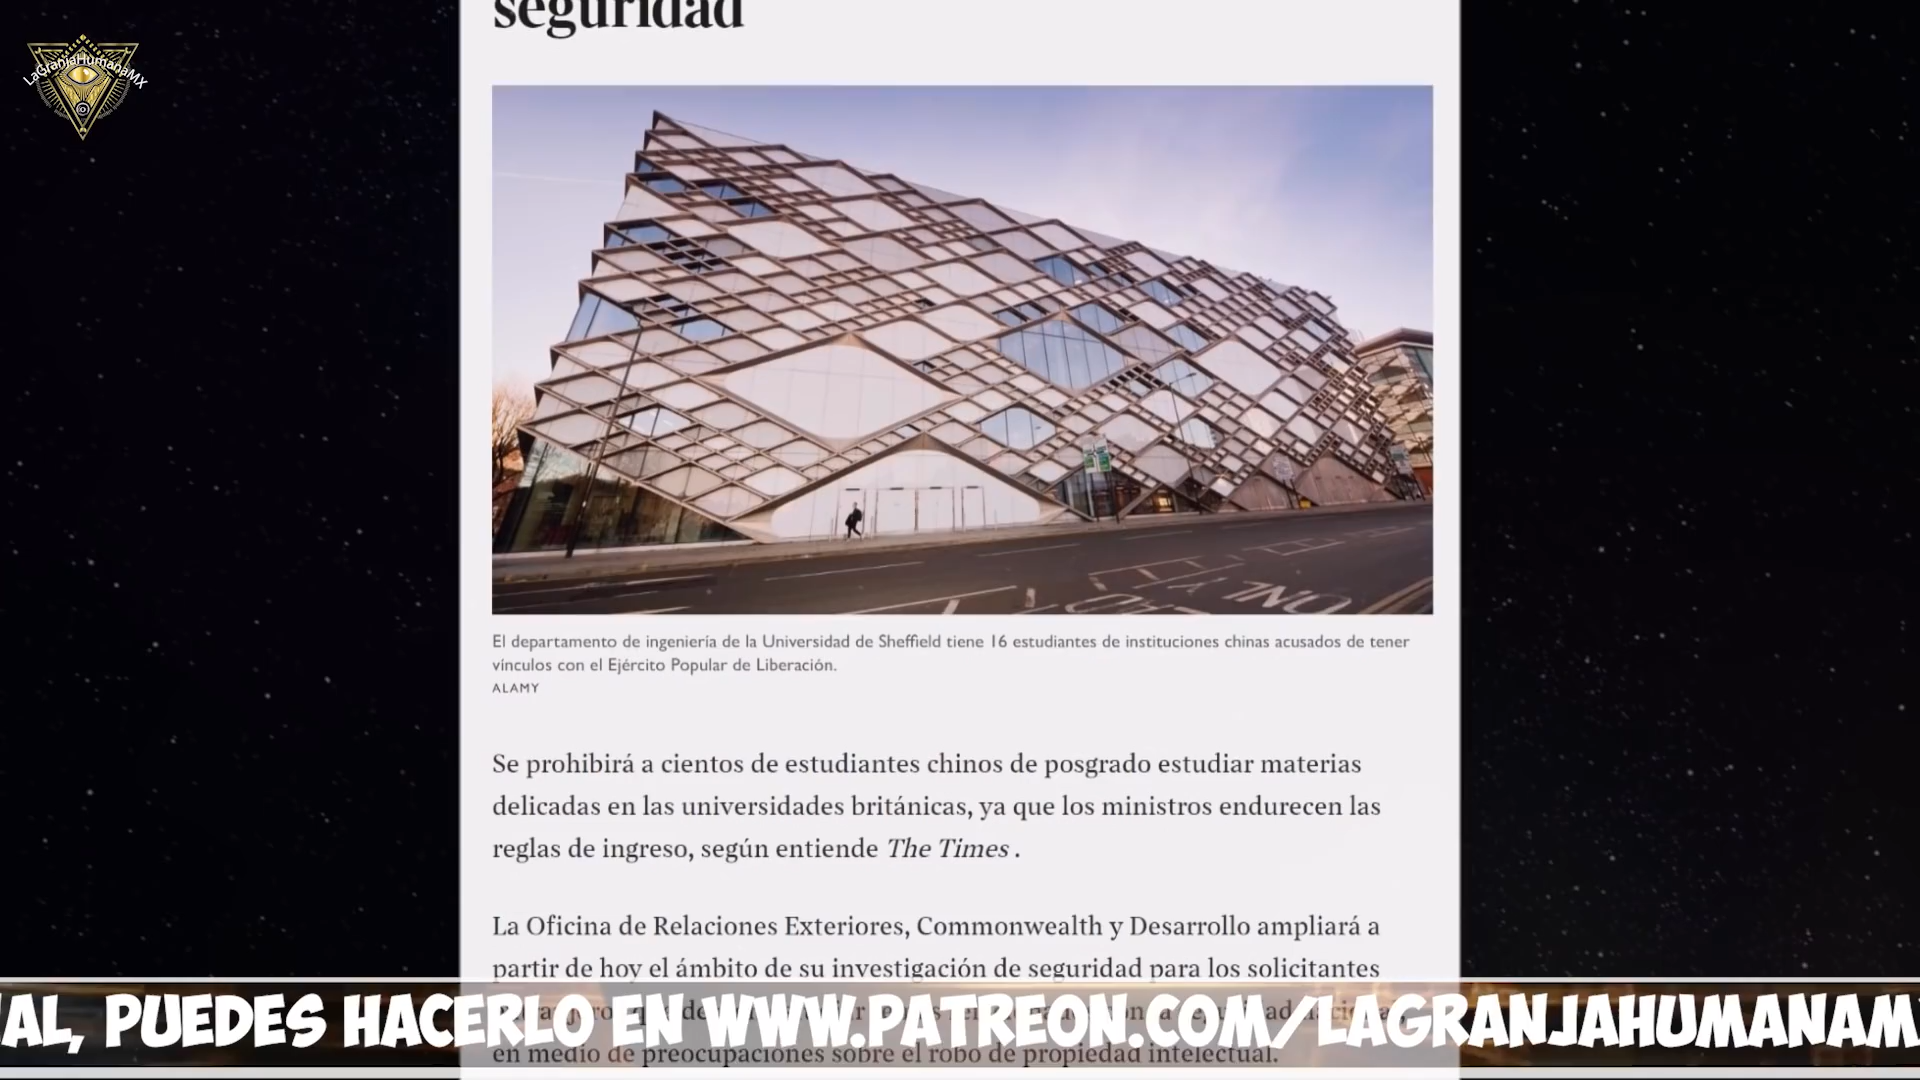 LaGranjaHumanaMX
seguridad
El departamento de ingeniería de la Universidad de Sheffield tiene 16 estudiantes de instituciones chinas acusados de tener
vínculos con el Ejército Popular de Liberación.
ALAMY
Se prohibirá a cientos de estudiantes chinos de posgrado estudiar materias
delicadas en las universidades británicas, ya que los ministros endurecen las
reglas de ingreso, según entiende The Times .
La Oficina de Relaciones Exteriores, Commonwealth y Desarrollo ampliará a
partir de hoy el ámbito de su investigación de seguridad para los solicitantes
AL, PUEDES HACERLO EN WWW.PATREON.COM/LAGRANJAHUMANAM
en medio de preocupaciones sobre el robo de propiedad intelectual.